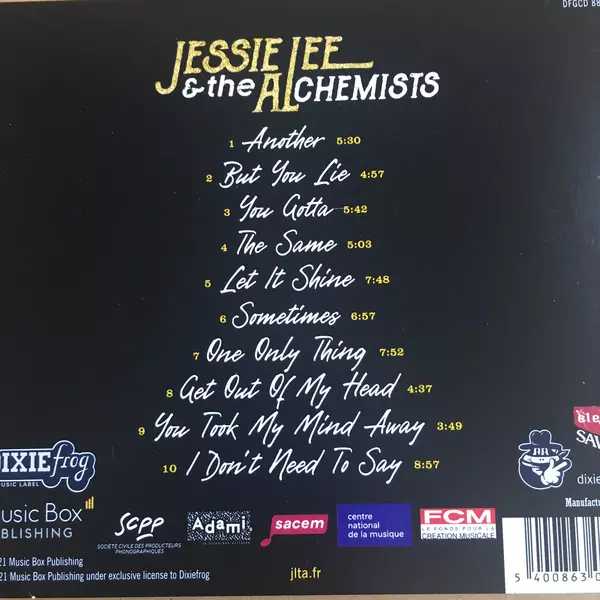 DFGCD 88
JESSIE LEE
& the ALCHEMISTS
1 Another 5:30
2 But You Lie 4:57
3 You Gotta 5:42
4 The Same 5:03
5 Let It Shine 7:48
6 Sometimes 6:57
7 One Only Thing 7:52
8 Get Out Of My Head 4:37
9 You Took My Mind Away 3:49
10 I Don't Need To Say 8:57
DIXIEfrog
MUSIC LABEL
usic Box
PUBLISHING
SCPP
SOCIÉTÉ CIVILE DES PRODUCTEURS
PHONOGRAPHIQUES
Adami
sacem
centre
national
de la musique
FCM
LE FONDS POUR LA
CRÉATION MUSICALE
SAV
dixie
Manufactur
21 Music Box Publishing
21 Music Box Publishing under exclusive license to Dixiefrog
jlta.fr
5 400863 0